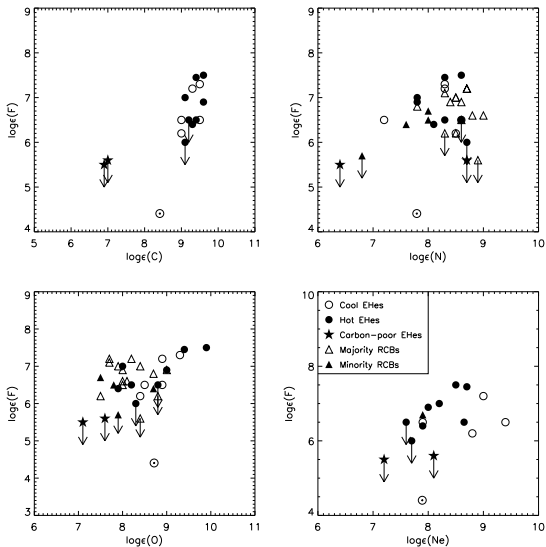 9
8
7
6
5
4
logε(F)
5 6 7 8 9 10 11
logε(C)
9
8
7
6
5
4
logε(F)
6 7 8 9 10
logε(N)
9
8
7
6
5
4
3
logε(F)
6 7 8 9 10 11
logε(O)
10
9
8
7
6
5
4
logε(F)
6 7 8 9 10
logε(Ne)
Cool EHes
Hot EHes
Carbon-poor EHes
Majority RCBs
Minority RCBs